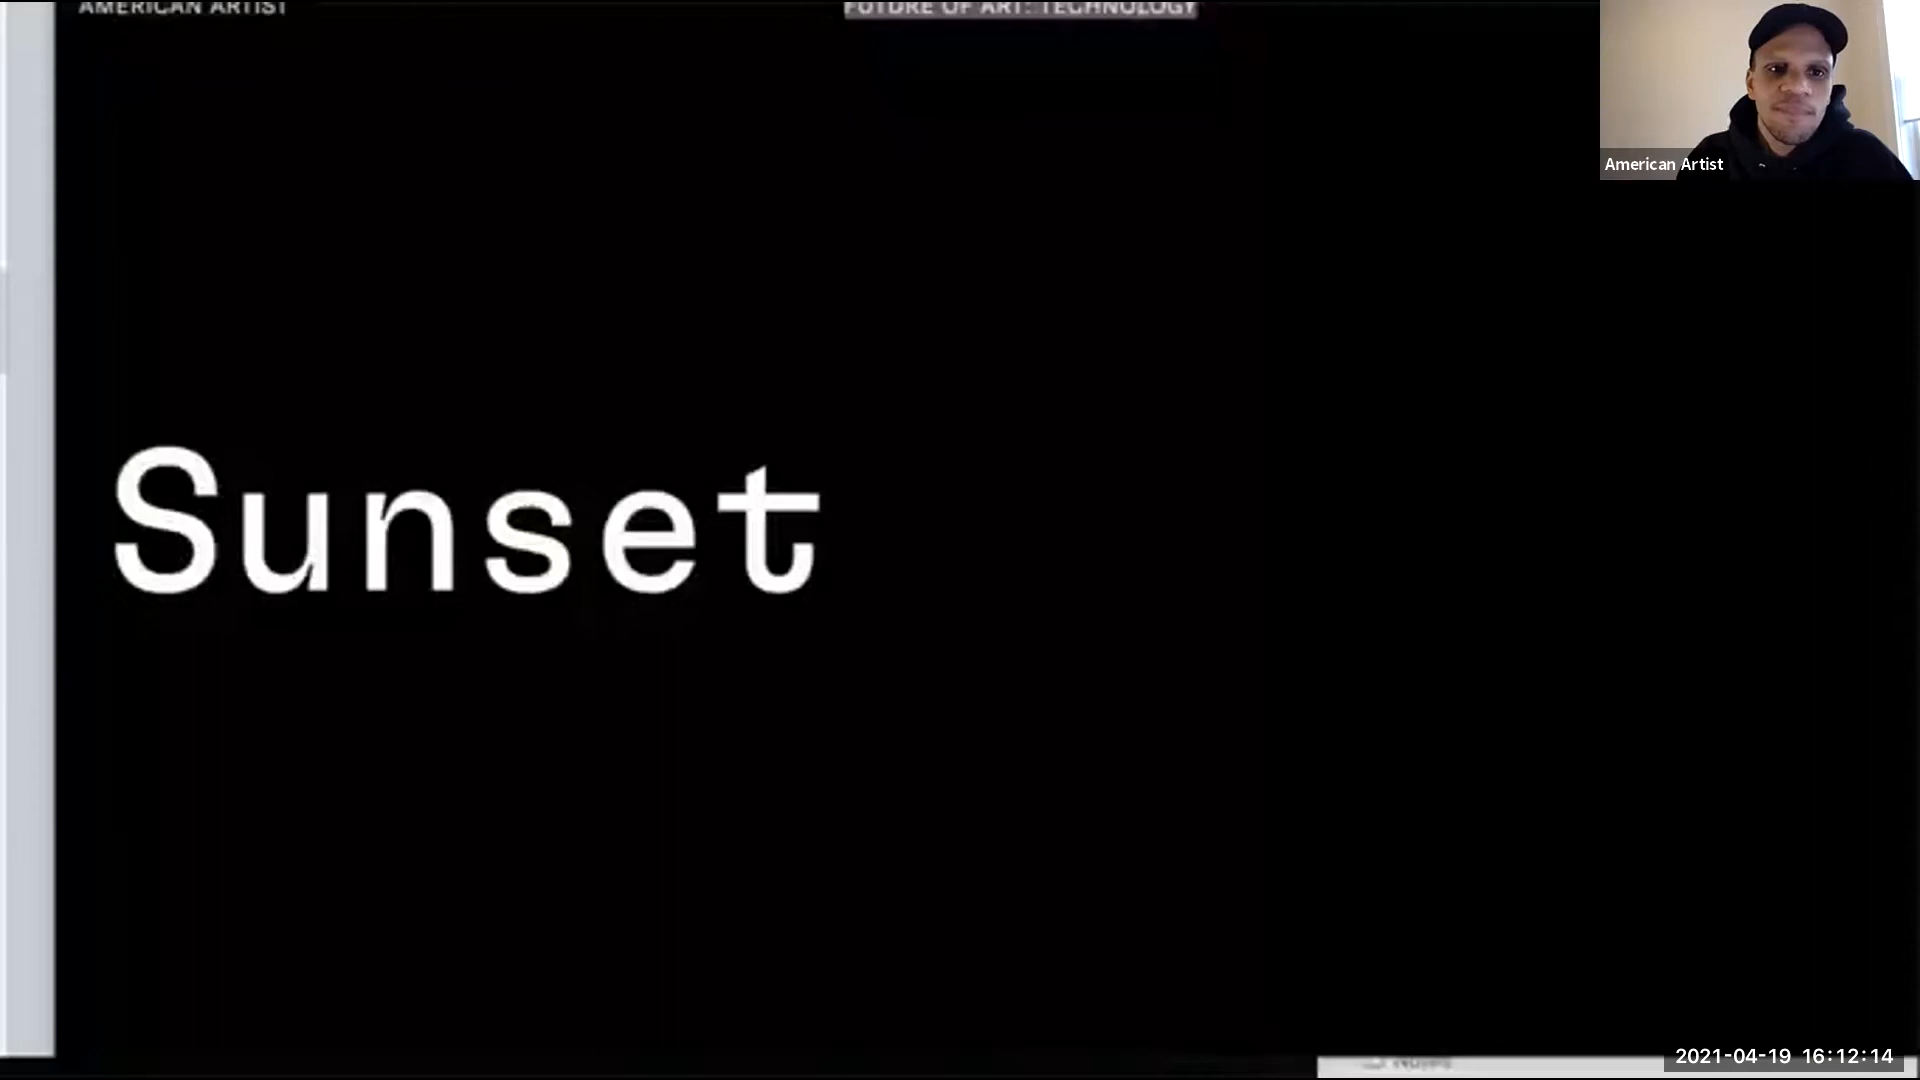 AMERICAN ARTIST
FUTURE OF ART: TECHNOLOGY
American Artist
Sunset
2021-04-19 16:12:14